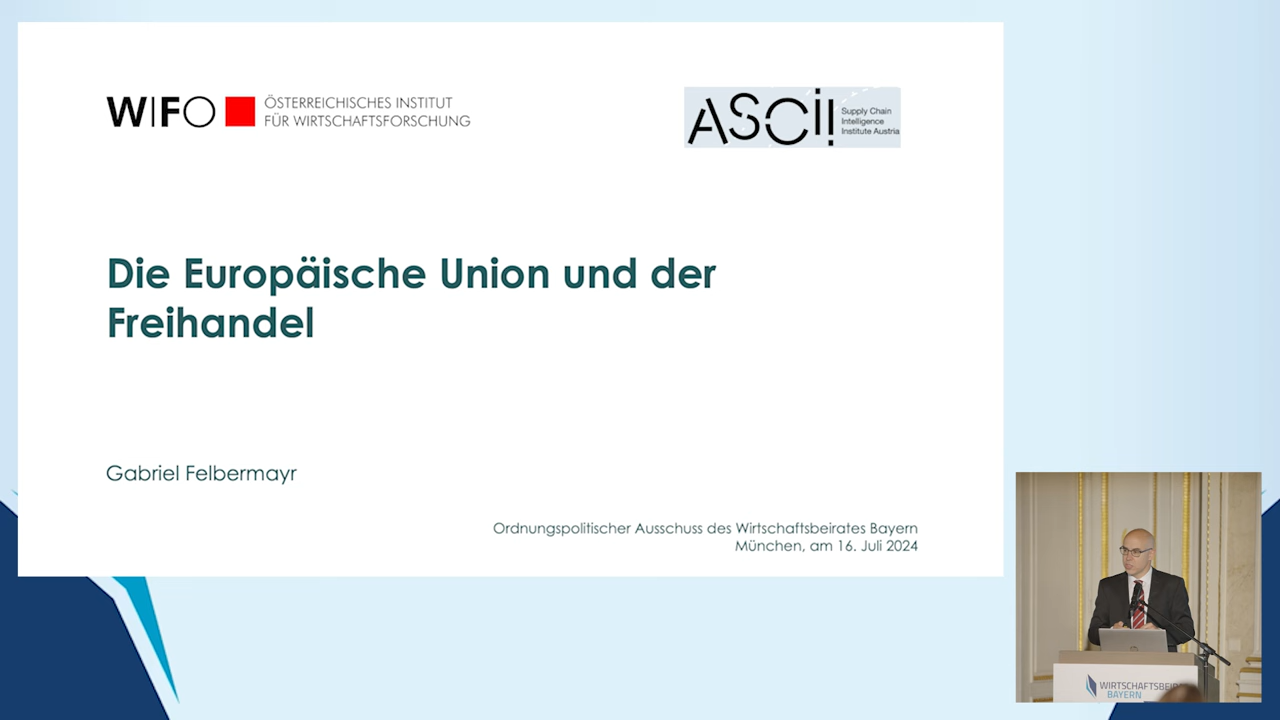 WIFO
ÖSTERREICHISCHES INSTITUT
FÜR WIRTSCHAFTSFORSCHUNG
ASCii!
Supply Chain
Intelligence
Institute Austria
Die Europäische Union und der
Freihandel
Gabriel Felbermayr
Ordnungspolitischer Ausschuss des Wirtschaftsbeirates Bayern
München, am 16. Juli 2024
BAYERN